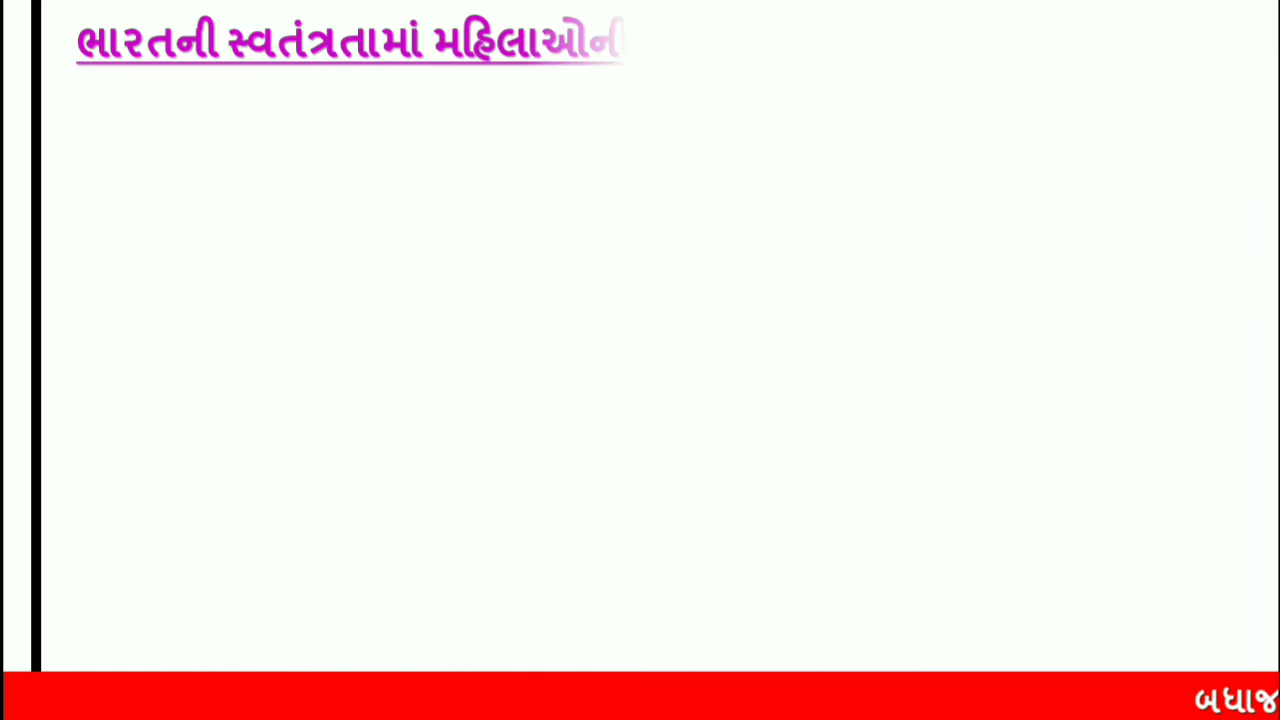 ભારતની સ્વતંત્રતામાં મહિલાઓની
બધાજ